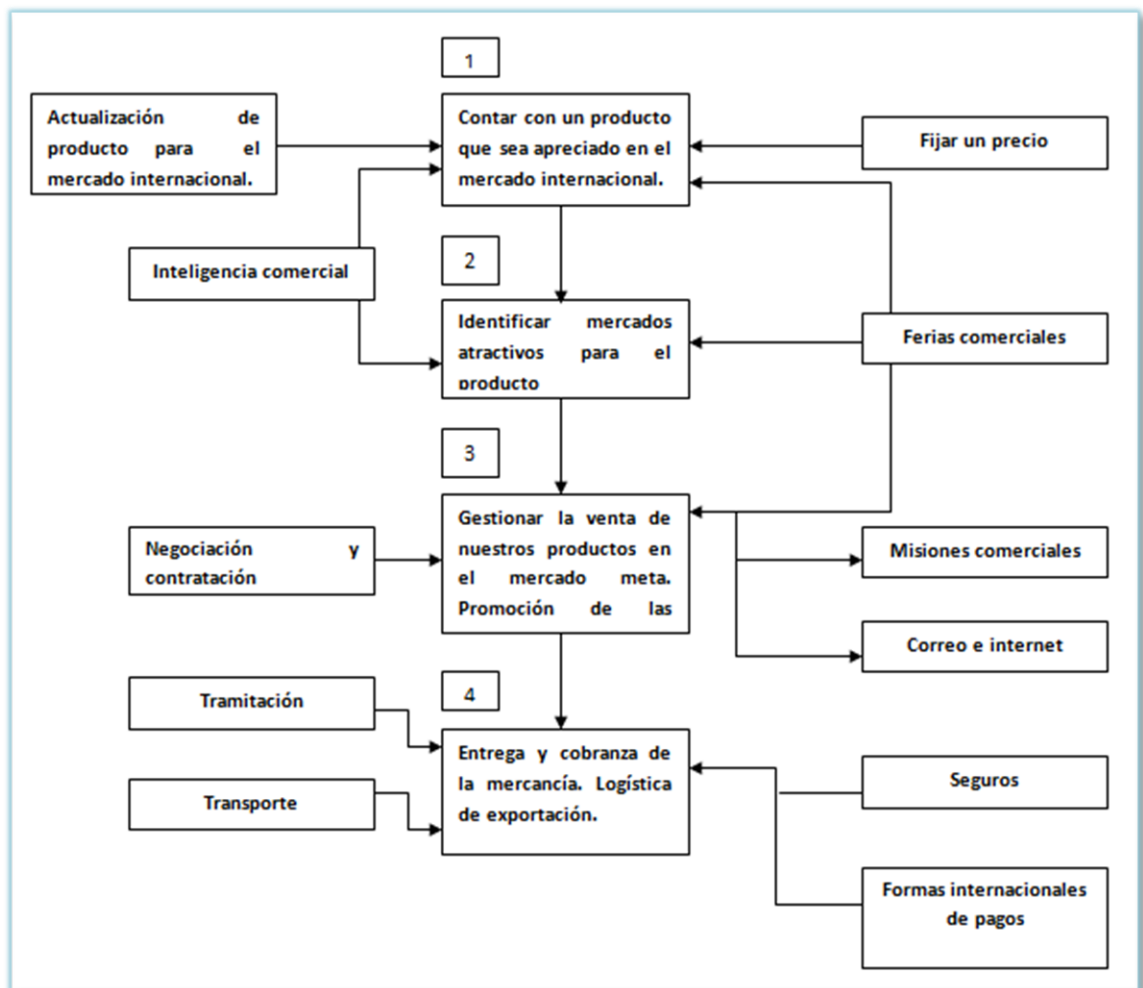 1
Actualización de
producto para el
mercado internacional.
Contar con un producto
que sea apreciado en el
mercado internacional.
Fijar un precio
Inteligencia comercial
2
Identificar mercados
atractivos para el
producto
Ferias comerciales
3
Negociación y
contratación
Gestionar la venta de
nuestros productos en
el mercado meta.
Promoción de las
Misiones comerciales
Correo e internet
4
Tramitación
Transporte
Entrega y cobranza de
la mercancía. Logística
de exportación.
Seguros
Formas internacionales
de pagos